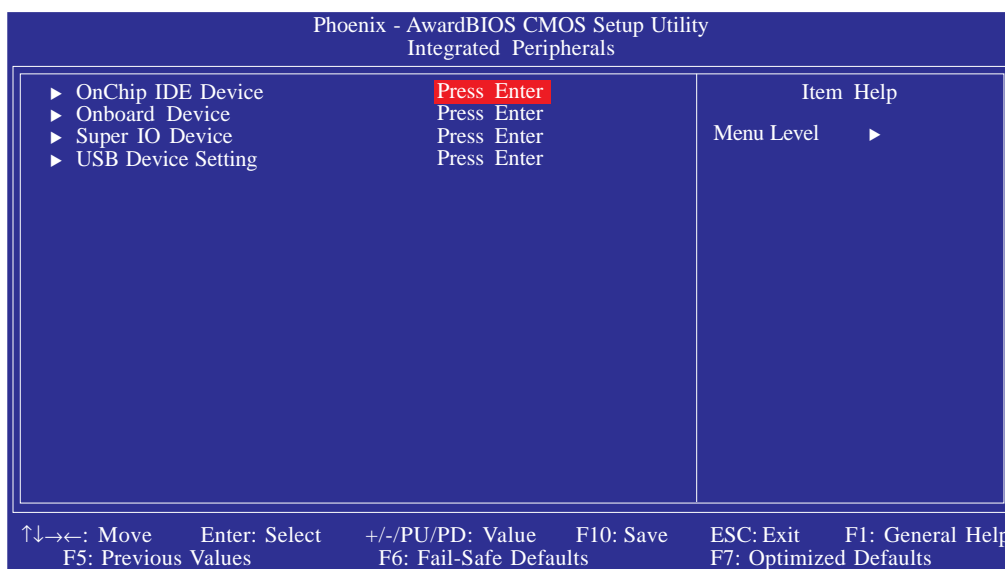 Phoenix - AwardBIOS CMOS Setup Utility
Integrated Peripherals
▶ OnChip IDE Device Press Enter
▶ Onboard Device Press Enter
▶ Super IO Device Press Enter
▶ USB Device Setting Press Enter
Item Help
Menu Level ▶
↑↓→←: Move Enter: Select +/-/PU/PD: Value F10: Save ESC: Exit F1: General Help
F5: Previous Values F6: Fail-Safe Defaults F7: Optimized Defaults